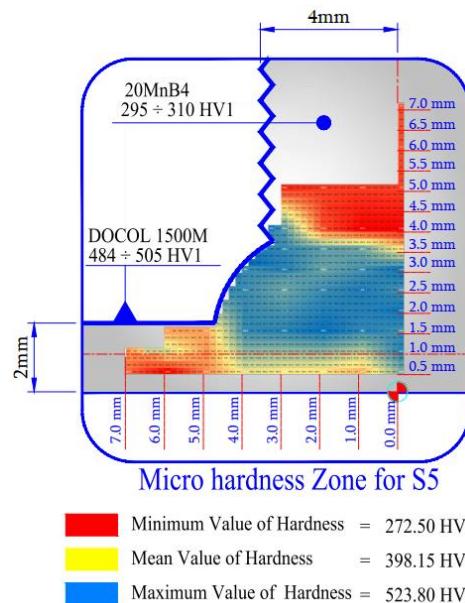 4mm
20MnB4
295 ÷ 310 HV1
7.0 mm
6.5 mm
6.0 mm
5.5 mm
5.0 mm
4.5 mm
4.0 mm
3.5 mm
3.0 mm
2.5 mm
2.0 mm
1.5 mm
1.0 mm
0.5 mm
DOCOL 1500M
484 ÷ 505 HV1
2mm
7.0 mm
6.0 mm
5.0 mm
4.0 mm
3.0 mm
2.0 mm
1.0 mm
0.0 mm
Micro hardness Zone for S5
Minimum Value of Hardness = 272.50 HV
Mean Value of Hardness = 398.15 HV
Maximum Value of Hardness = 523.80 HV